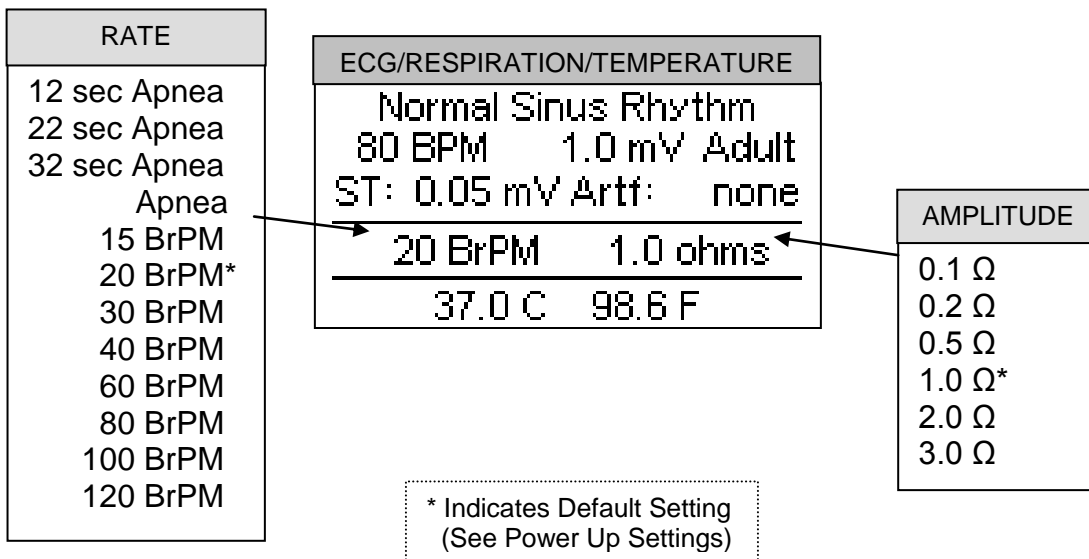 RATE
12 sec Apnea
22 sec Apnea
32 sec Apnea
Apnea
15 BrPM
20 BrPM*
30 BrPM
40 BrPM
60 BrPM
80 BrPM
100 BrPM
120 BrPM
ECG/RESPIRATION/TEMPERATURE
Normal Sinus Rhythm
80 BPM 1.0 mV Adult
ST: 0.05 mV Artf: none
20 BrPM 1.0 ohms
37.0 C 98.6 F
AMPLITUDE
0.1 Ω
0.2 Ω
0.5 Ω
1.0 Ω*
2.0 Ω
3.0 Ω
* Indicates Default Setting
(See Power Up Settings)